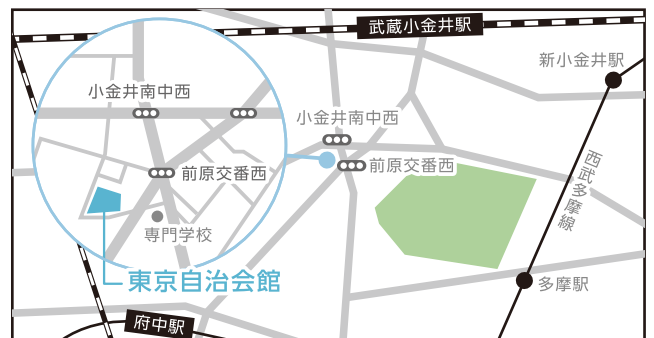 武蔵小金井駅
新小金井駅
小金井南中西
小金井南中西
前原交番西
前原交番西
西武多摩線
専門学校
東京自治会館
多摩駅
府中駅